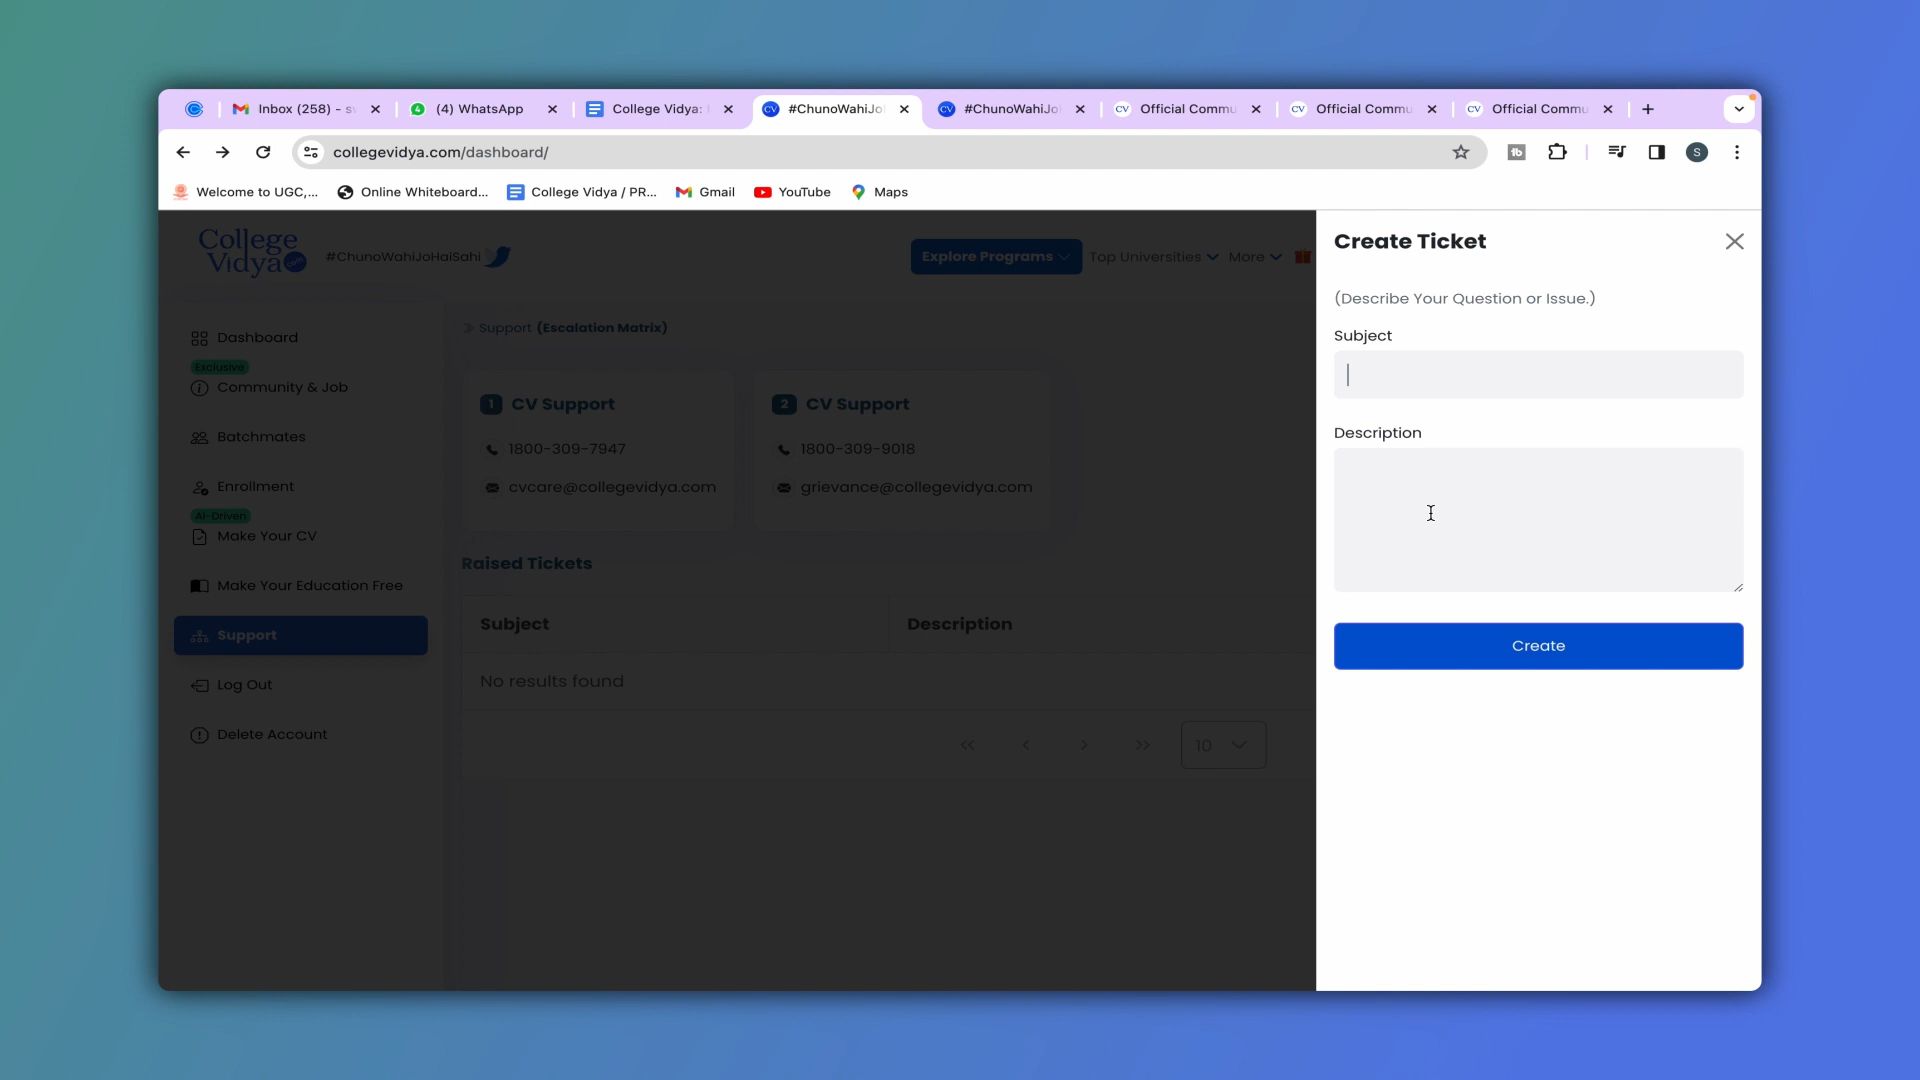 Inbox (258) - s
(4) WhatsApp
College Vidya:
#ChunoWahiJo
#ChunoWahiJo
Official Commu
Official Commu
Official Commu
collegevidya.com/dashboard/
S
Welcome to UGC,...
Online Whiteboard...
College Vidya / PR...
Gmail
YouTube
Maps
College
Vidya
.com
#ChunoWahiJoHaiSahi
Explore Programs
Top Universities
More
Dashboard
Exclusive
Community & Job
Batchmates
Enrollment
AI-Driven
Make Your CV
Make Your Education Free
Support
Log Out
Delete Account
Support (Escalation Matrix)
1 CV Support
1800-309-7947
cvcare@collegevidya.com
2 CV Support
1800-309-9018
grievance@collegevidya.com
Raised Tickets
Subject
Description
No results found
10
Create Ticket
(Describe Your Question or Issue.)
Subject
Description
Create